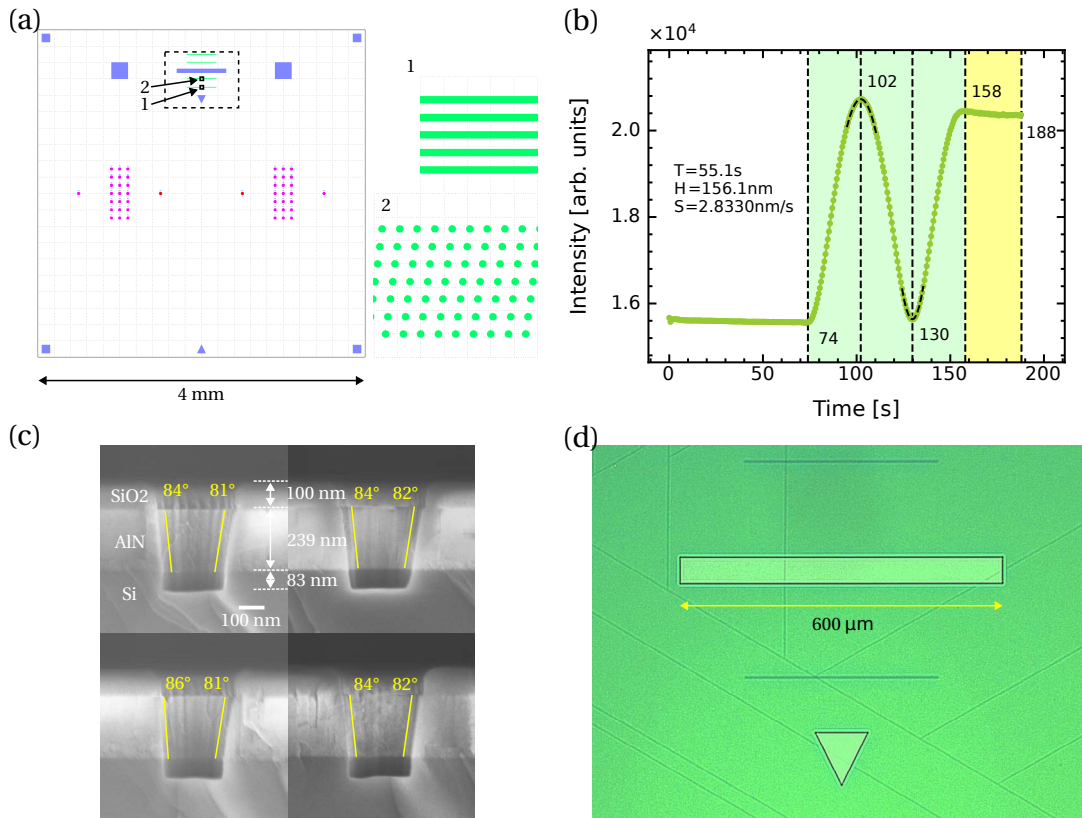 (a)
2
1
4 mm
1
2
(b)
×10⁴
Intensity [arb. units]
2.0
1.8
1.6
T=55.1s
H=156.1nm
S=2.8330nm/s
102
158
188
74
130
0
50
100
150
200
Time [s]
(c)
SiO2
84°
81°
100 nm
84°
82°
AlN
239 nm
Si
83 nm
100 nm
86°
81°
84°
82°
(d)
600 µm